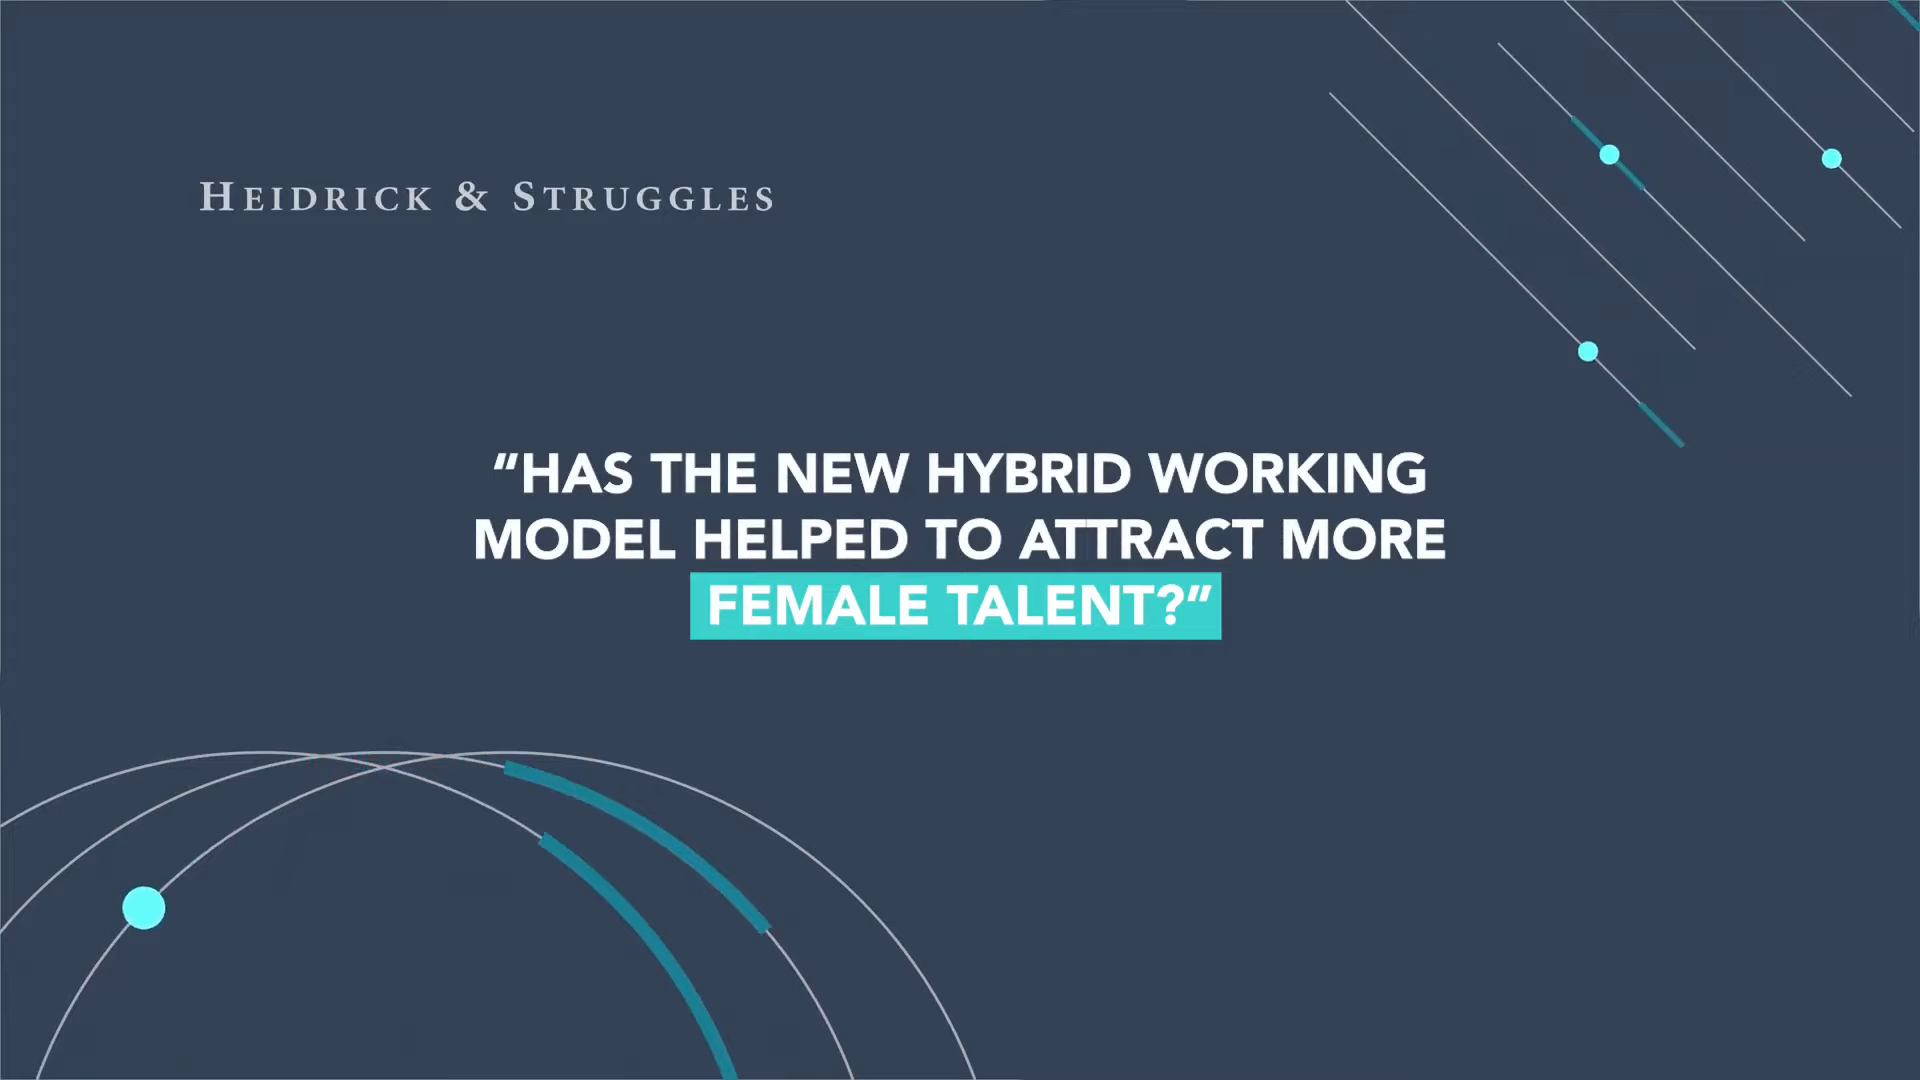 HEIDRICK & STRUGGLES
“HAS THE NEW HYBRID WORKING
MODEL HELPED TO ATTRACT MORE
FEMALE TALENT?”